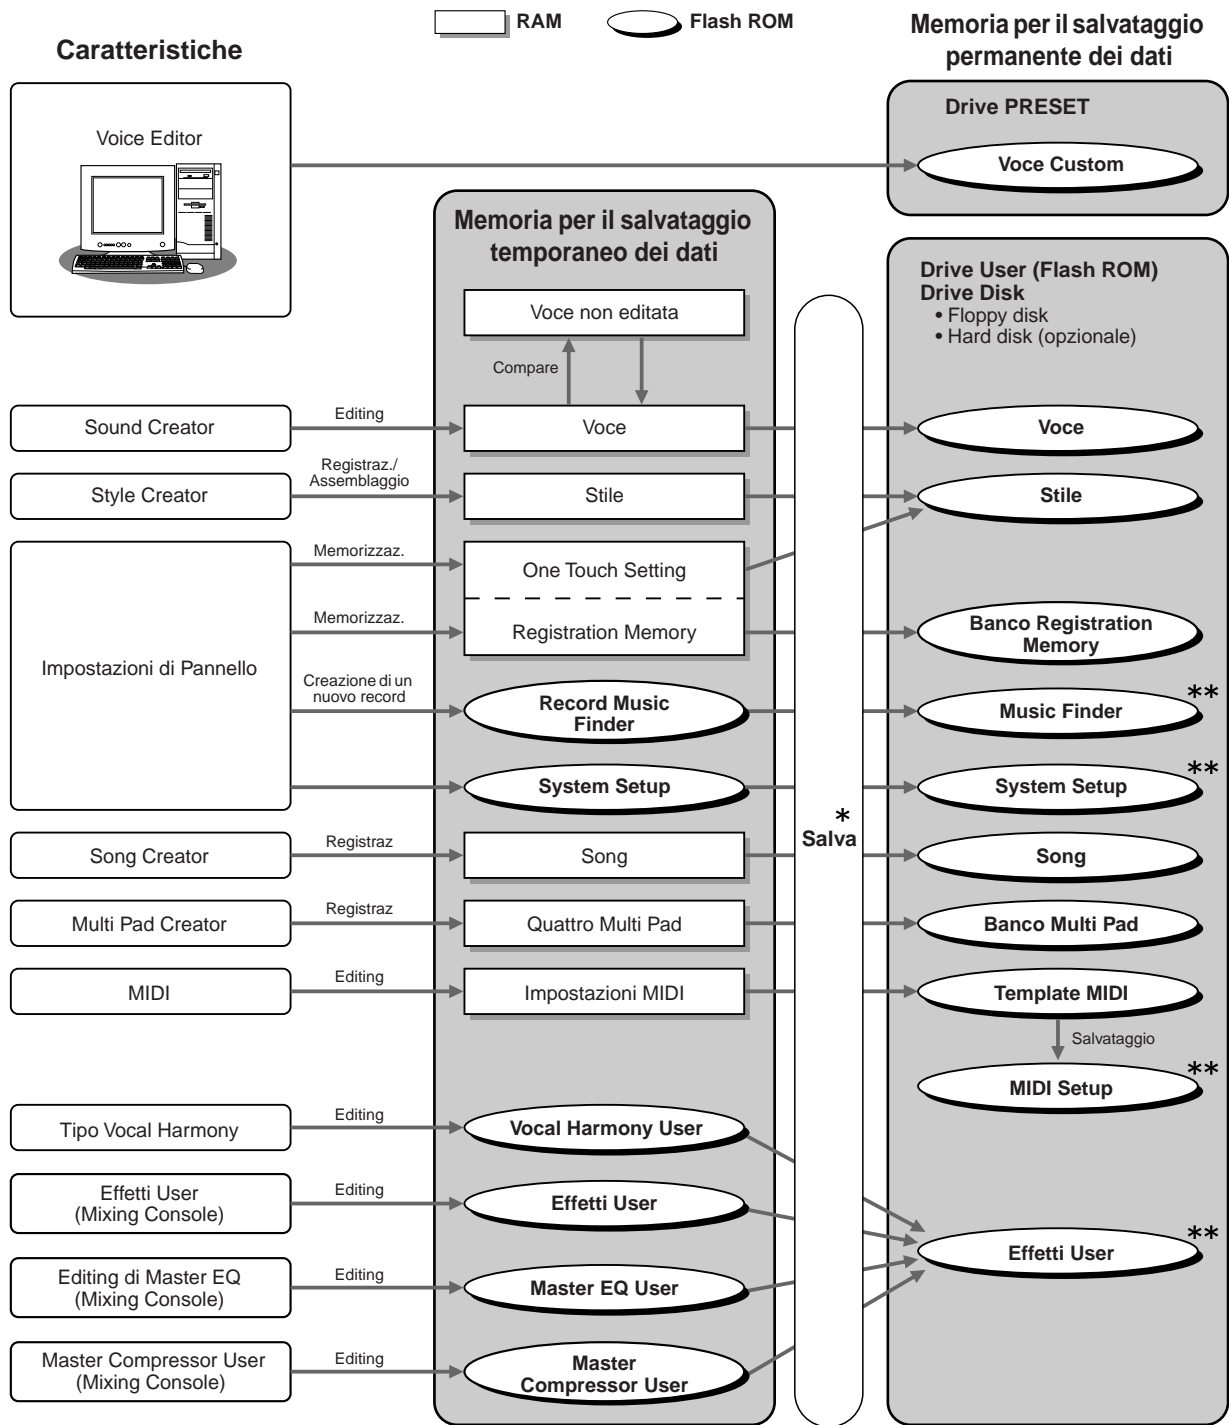 RAM
Flash ROM
Caratteristiche
Memoria per il salvataggio
permanente dei dati
Drive PRESET
Voice Editor
Voce Custom
Memoria per il salvataggio
temporaneo dei dati
Drive User (Flash ROM)
Drive Disk
• Floppy disk
• Hard disk (opzionale)
Voce non editata
Compare
Sound Creator
Editing
Voce
Voce
Style Creator
Registraz./
Assemblaggio
Stile
Stile
Impostazioni di Pannello
Memorizzaz.
One Touch Setting
Memorizzaz.
Registration Memory
Banco Registration
Memory
Creazione di un
nuovo record
Record Music
Finder
Music Finder
**
System Setup
System Setup
**
*
Salva
Song Creator
Registraz
Song
Song
Multi Pad Creator
Registraz
Quattro Multi Pad
Banco Multi Pad
MIDI
Editing
Impostazioni MIDI
Template MIDI
Salvataggio
MIDI Setup
**
Tipo Vocal Harmony
Editing
Vocal Harmony User
Effetti User
(Mixing Console)
Editing
Effetti User
Effetti User
**
Editing di Master EQ
(Mixing Console)
Editing
Master EQ User
Master Compressor User
(Mixing Console)
Editing
Master
Compressor User